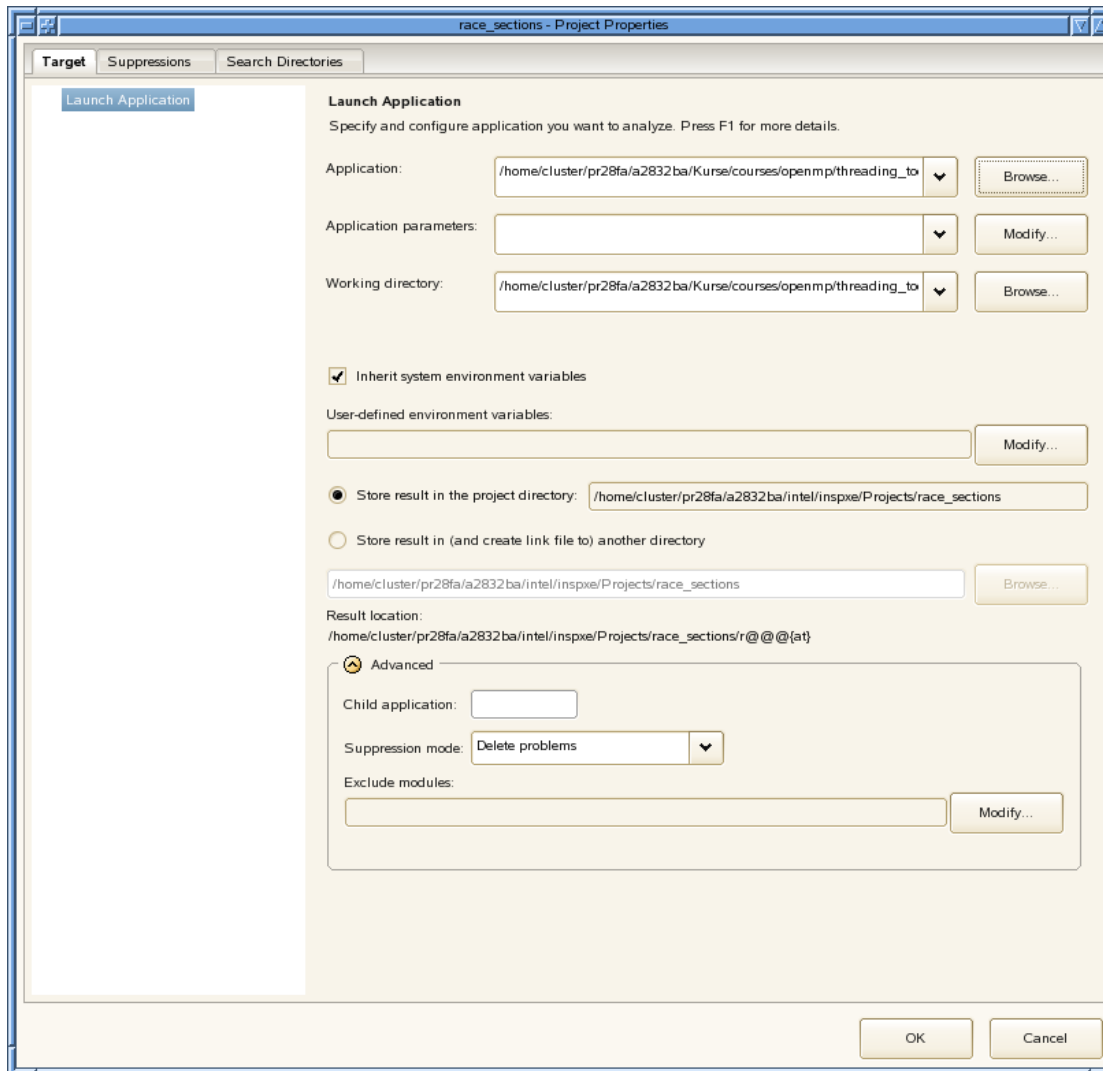 race_sections - Project Properties
Target Suppressions Search Directories
Launch Application
Launch Application
Specify and configure application you want to analyze. Press F1 for more details.
Application: /home/cluster/pr28fa/a2832ba/Kurse/courses/openmp/threading_to Browse...
Application parameters: Modify...
Working directory: /home/cluster/pr28fa/a2832ba/Kurse/courses/openmp/threading_to Browse...
Inherit system environment variables
User-defined environment variables:
Modify...
Store result in the project directory: /home/cluster/pr28fa/a2832ba/intel/inspxe/Projects/race_sections
Store result in (and create link file to) another directory
/home/cluster/pr28fa/a2832ba/intel/inspxe/Projects/race_sections Browse...
Result location:
/home/cluster/pr28fa/a2832ba/intel/inspxe/Projects/race_sections/r@@@{at}
Advanced
Child application:
Suppression mode: Delete problems
Exclude modules:
Modify...
OK Cancel